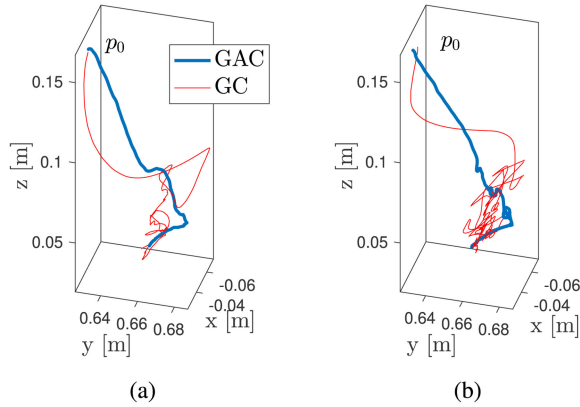 p0
GAC
GC
0.15
0.1
0.05
z [m]
0.64
0.66
0.68
y [m]
-0.06
-0.04
x [m]
(a)
p0
0.15
0.1
0.05
z [m]
0.64
0.66
0.68
y [m]
-0.06
-0.04
x [m]
(b)